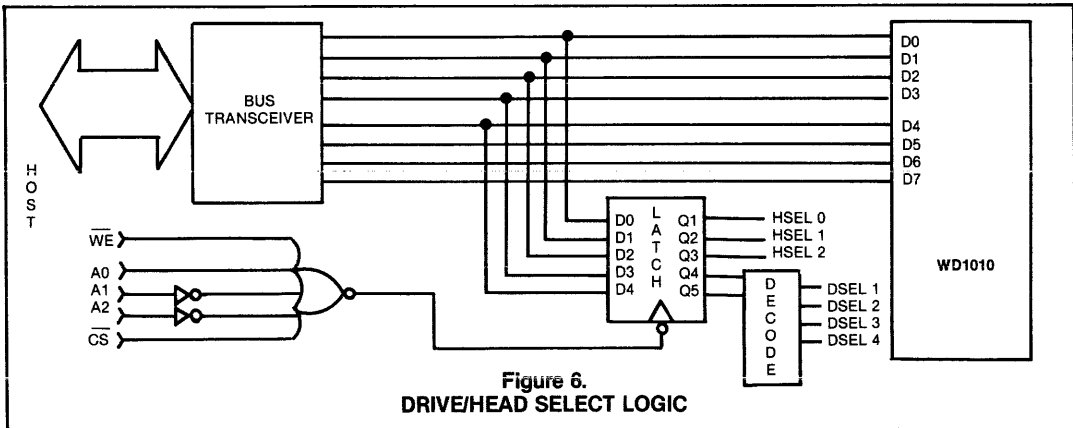 HOST
BUS
TRANSCEIVER
D0
D1
D2
D3
D4
D5
D6
D7
WD1010
WE
A0
A1
A2
CS
D0
D1
D2
D3
D4
LATCH
Q1
Q2
Q3
Q4
Q5
HSEL 0
HSEL 1
HSEL 2
DECODE
DSEL 1
DSEL 2
DSEL 3
DSEL 4
Figure 6.
DRIVE/HEAD SELECT LOGIC